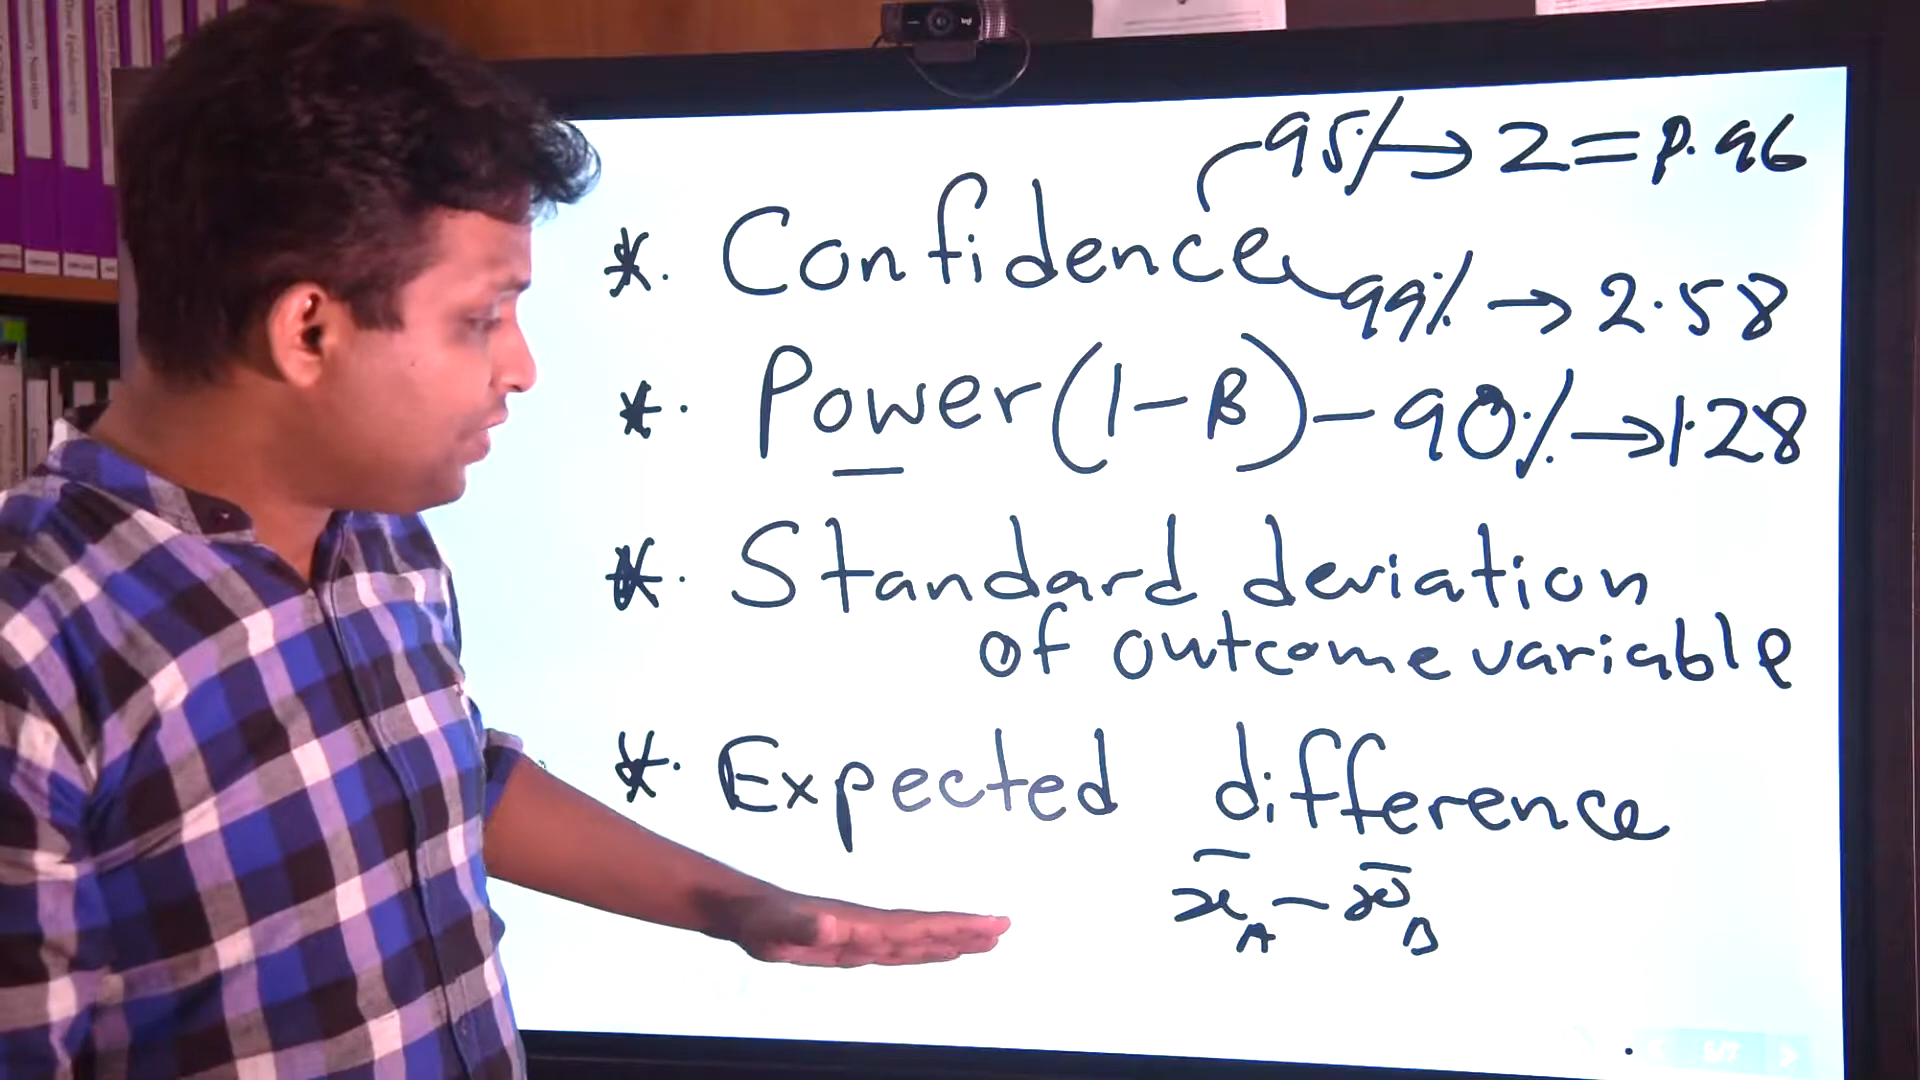 95% → Z = 1.96
*. Confidence
99% → 2.58
*. Power (1-β) - 90% → 1.28
*. Standard deviation
of outcome variable
*. Expected difference
x̄A - x̄B
logi